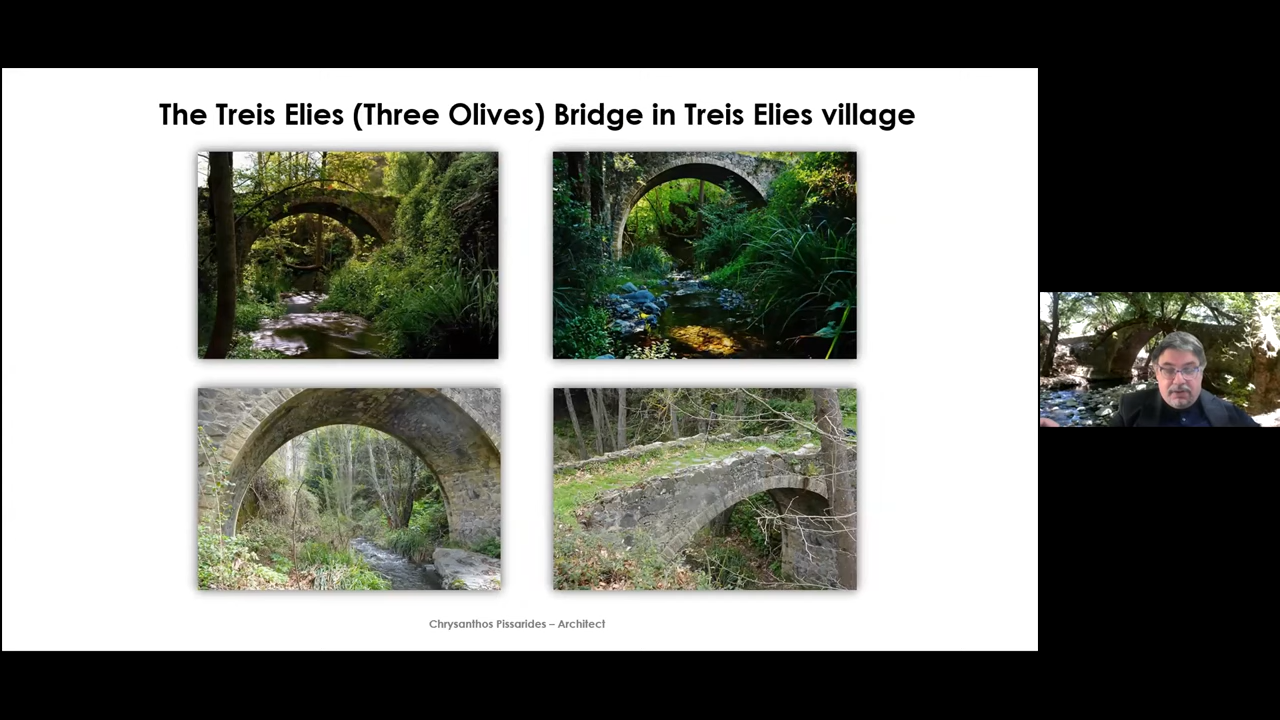 The Treis Elies (Three Olives) Bridge in Treis Elies village
Chrysanthos Pissarides – Architect